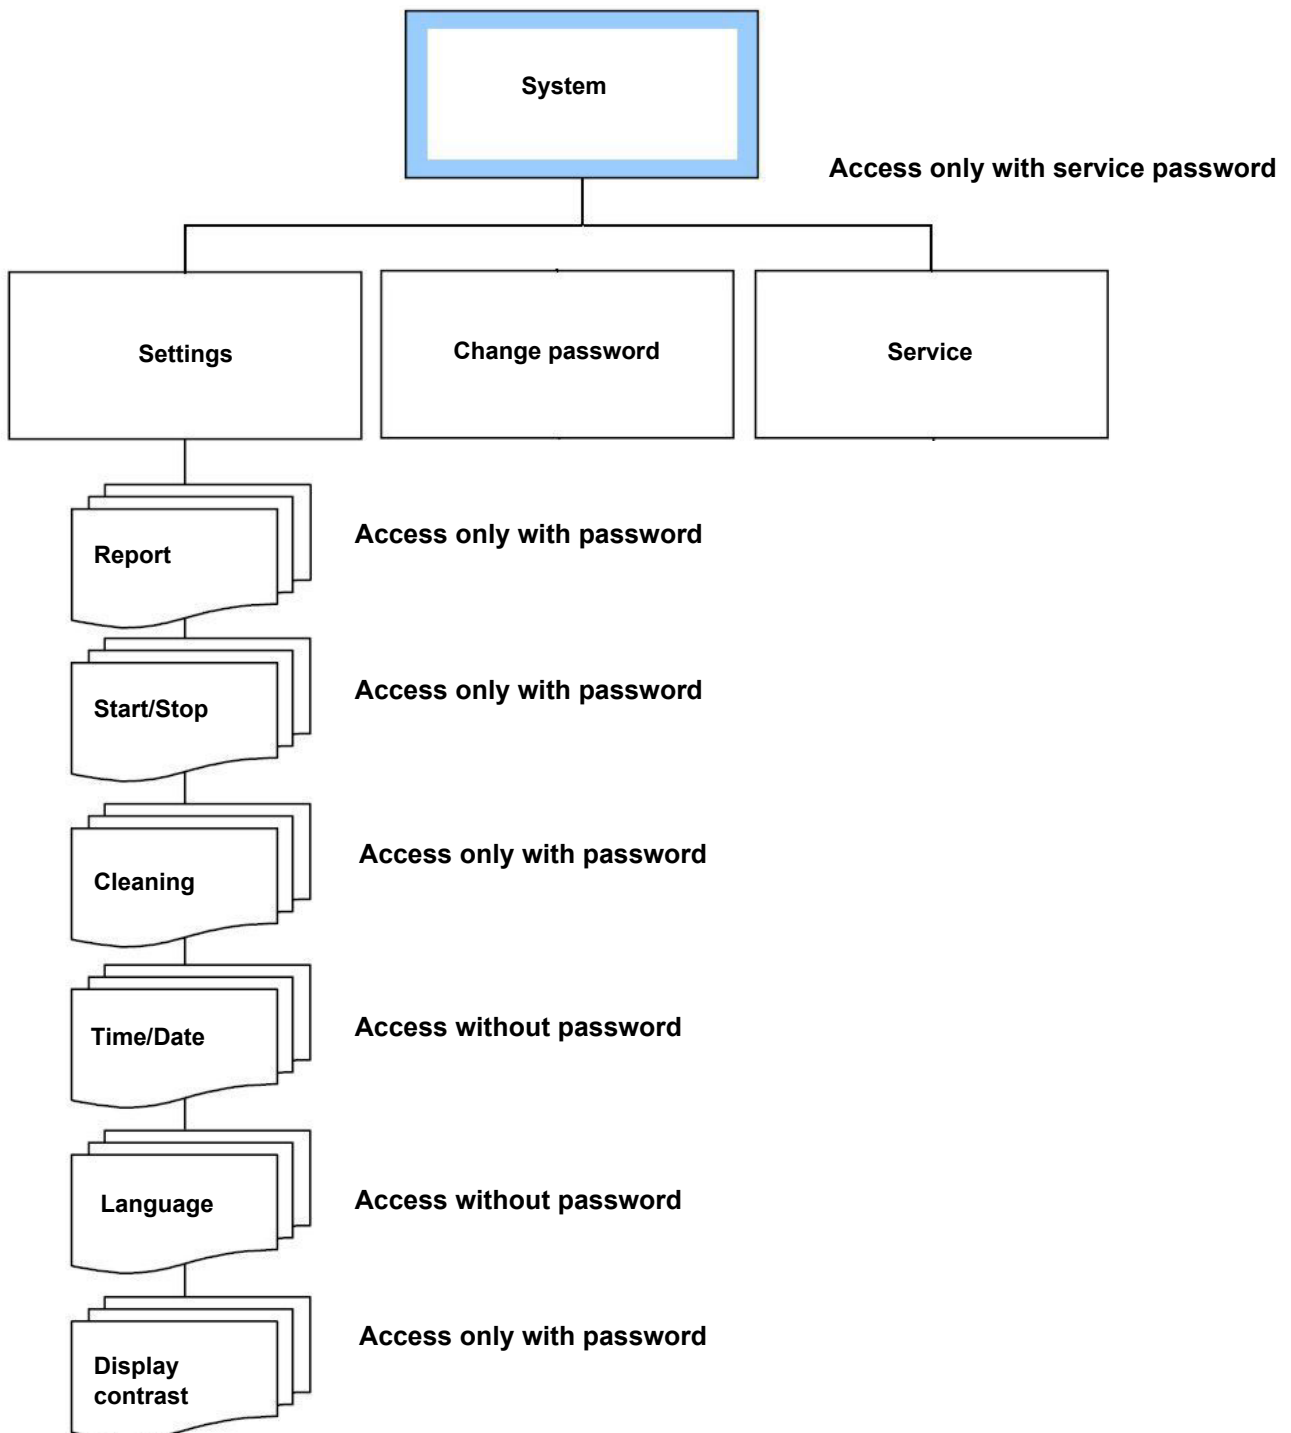 System
Access only with service password
Settings
Change password
Service
Report
Access only with password
Start/Stop
Access only with password
Cleaning
Access only with password
Time/Date
Access without password
Language
Access without password
Display
contrast
Access only with password